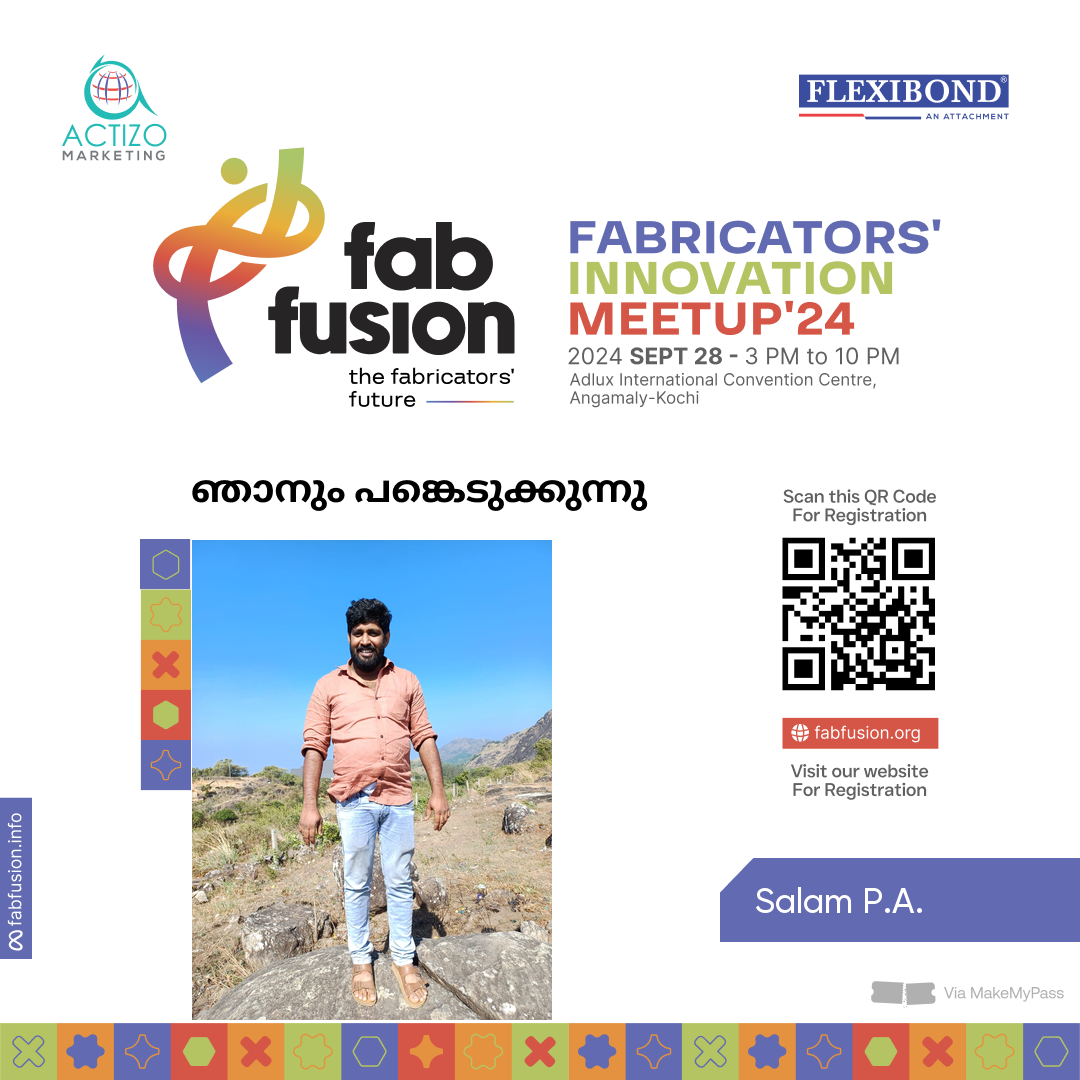 ACTIZO
MARKETING
FLEXIBOND®
AN ATTACHMENT
fab
fusion
the fabricators'
future
FABRICATORS'
INNOVATION
MEETUP'24
2024 SEPT 28 - 3 PM to 10 PM
Adlux International Convention Centre,
Angamaly-Kochi
ഞാനും പങ്കെടുക്കുന്നു
Scan this QR Code
For Registration
fabfusion.org
Visit our website
For Registration
fabfusion.info
Salam P.A.
Via MakeMyPass